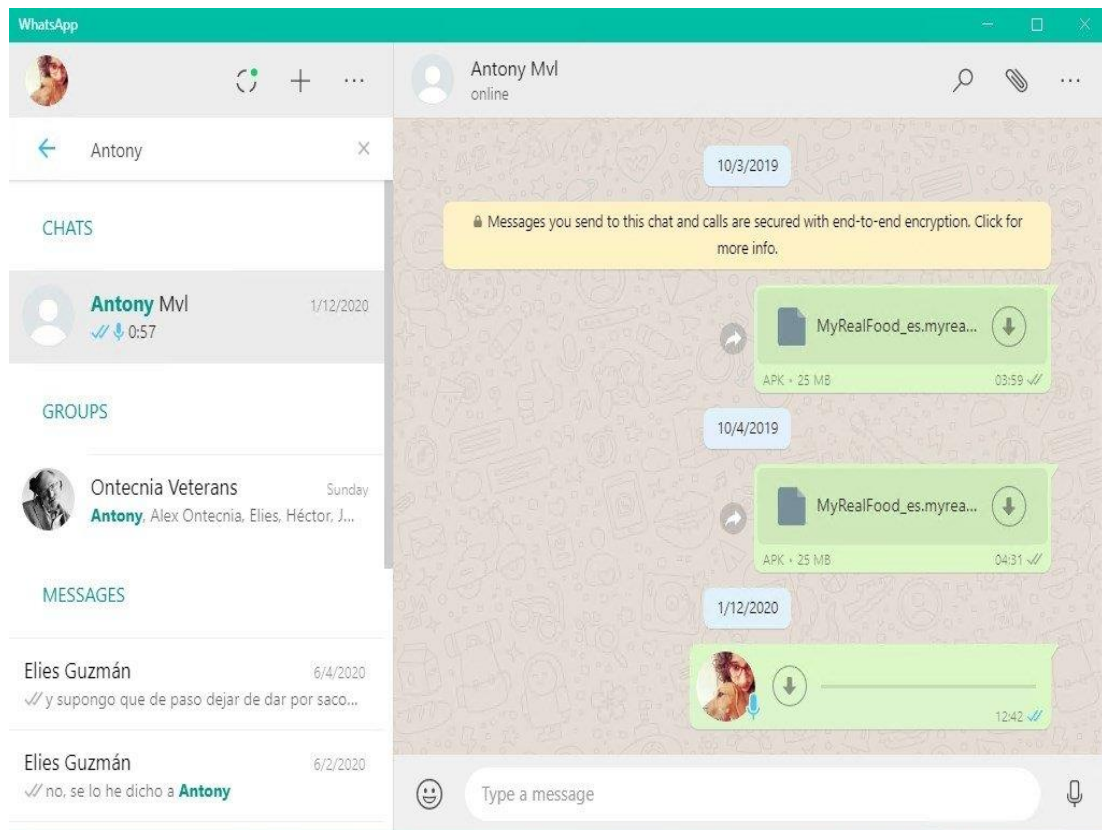 WhatsApp
Antony
CHATS
Antony Mvl 1/12/2020
0:57
GROUPS
Ontecnia Veterans Sunday
Antony, Alex Ontecnia, Elies, Héctor, J...
MESSAGES
Elies Guzmán 6/4/2020
y supongo que de paso dejar de dar por saco...
Elies Guzmán 6/2/2020
no, se lo he dicho a Antony
Antony Mvl
online
10/3/2019
Messages you send to this chat and calls are secured with end-to-end encryption. Click for
more info.
MyRealFood_es.myrea...
APK • 25 MB 03:59
10/4/2019
MyRealFood_es.myrea...
APK • 25 MB 04:31
1/12/2020
12:42
Type a message